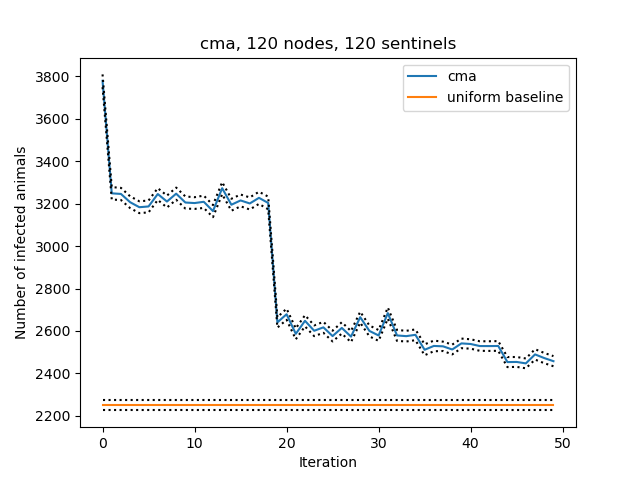 cma, 120 nodes, 120 sentinels
cma
uniform baseline
Number of infected animals
3800
3600
3400
3200
3000
2800
2600
2400
2200
0 10 20 30 40 50
Iteration